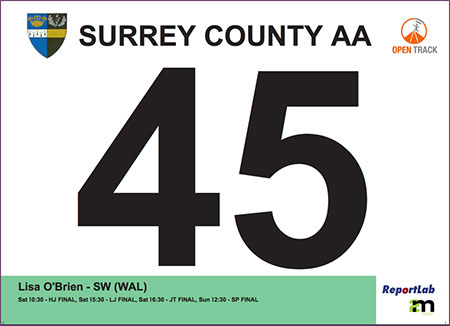 SURREY COUNTY AA
OPEN TRACK
45
Lisa O'Brien - SW (WAL)
Sat 10:30 - HJ FINAL, Sat 15:30 - LJ FINAL, Sat 16:30 - JT FINAL, Sun 12:30 - SP FINAL
ReportLab
am